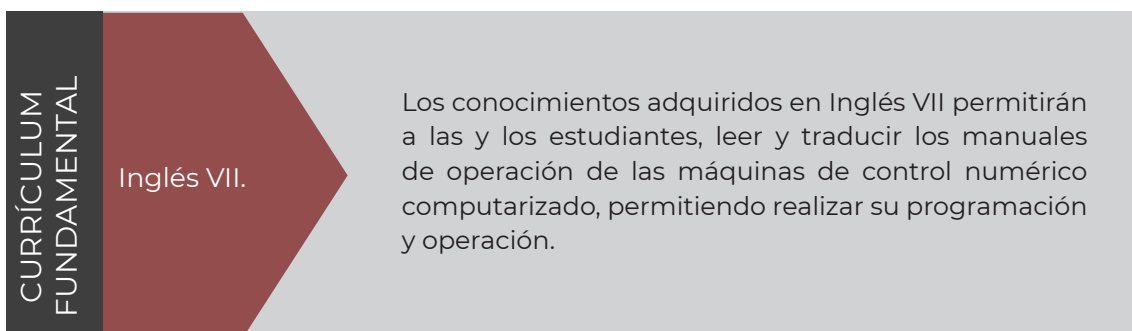 CURRÍCULUM
FUNDAMENTAL
Inglés VII.
Los conocimientos adquiridos en Inglés VII permitirán
a las y los estudiantes, leer y traducir los manuales
de operación de las máquinas de control numérico
computarizado, permitiendo realizar su programación
y operación.